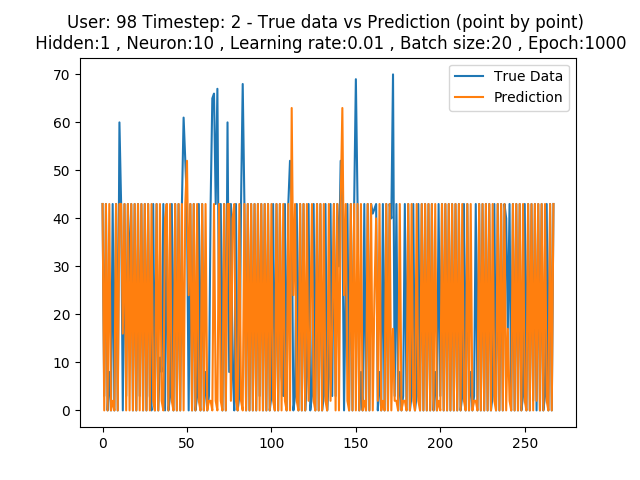 User: 98 Timestep: 2 - True data vs Prediction (point by point)
Hidden:1 , Neuron:10 , Learning rate:0.01 , Batch size:20 , Epoch:1000
True Data
Prediction
70
60
50
40
30
20
10
0
0 50 100 150 200 250